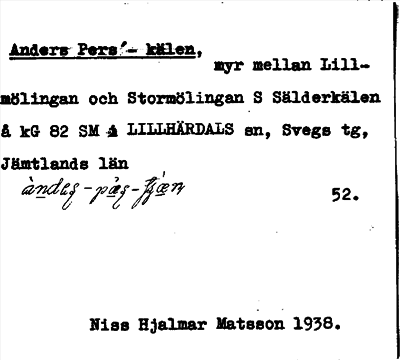 Anders Pers'- kälen,
myr mellan Lill-
mölingan och Stormölingan S Sälderkälen
Å kG 82 SM i LILLHÄRDALS sn, Svegs tg,
Jämtlands län
52.
Niss Hjalmar Matsson 1938.